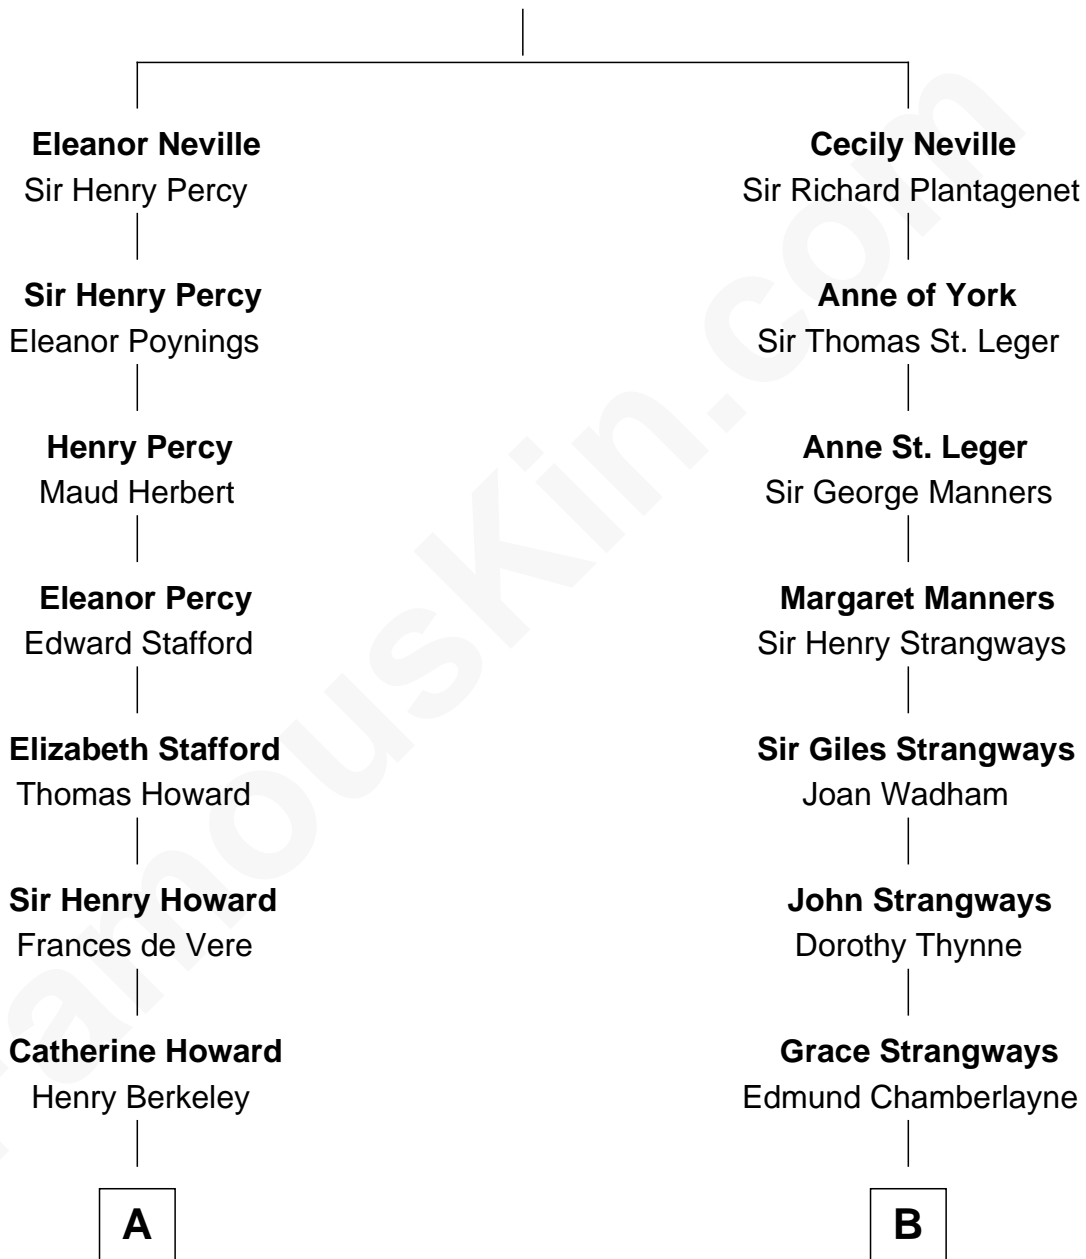 Eleanor Neville
Sir Henry Percy
Sir Henry Percy
Eleanor Poynings
Henry Percy
Maud Herbert
Eleanor Percy
Edward Stafford
Elizabeth Stafford
Thomas Howard
Sir Henry Howard
Frances de Vere
Catherine Howard
Henry Berkeley
A
Cecily Neville
Sir Richard Plantagenet
Anne of York
Sir Thomas St. Leger
Anne St. Leger
Sir George Manners
Margaret Manners
Sir Henry Strangways
Sir Giles Strangways
Joan Wadham
John Strangways
Dorothy Thynne
Grace Strangways
Edmund Chamberlayne
B
FamousKin.com